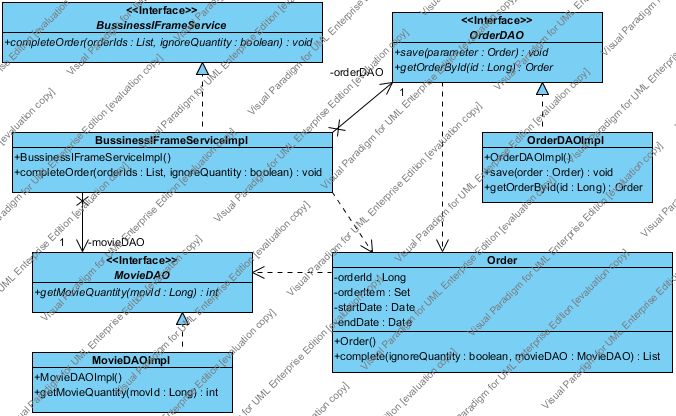 <<Interface>>
BussinessIFrameService
+completeOrder(orderIds : List, ignoreQuantity : boolean) : void
<<Interface>>
OrderDAO
+save(parameter : Order) : void
+getOrderById(id : Long) : Order
-orderDAO
1
BussinessIFrameServiceImpl
+BussinessIFrameServiceImpl()
+completeOrder(orderIds : List, ignoreQuantity : boolean) : void
OrderDAOImpl
+OrderDAOImpl()
+save(order : Order) : void
+getOrderById(id : Long) : Order
1
-movieDAO
<<Interface>>
MovieDAO
+getMovieQuantity(movId : Long) : int
Order
-orderId : Long
-orderItem : Set
-startDate : Date
-endDate : Date
+Order()
+complete(ignoreQuantity : boolean, movieDAO : MovieDAO) : List
MovieDAOImpl
+MovieDAOImpl()
+getMovieQuantity(movId : Long) : int
Visual Paradigm for UML Enterprise Edition [evaluation copy]